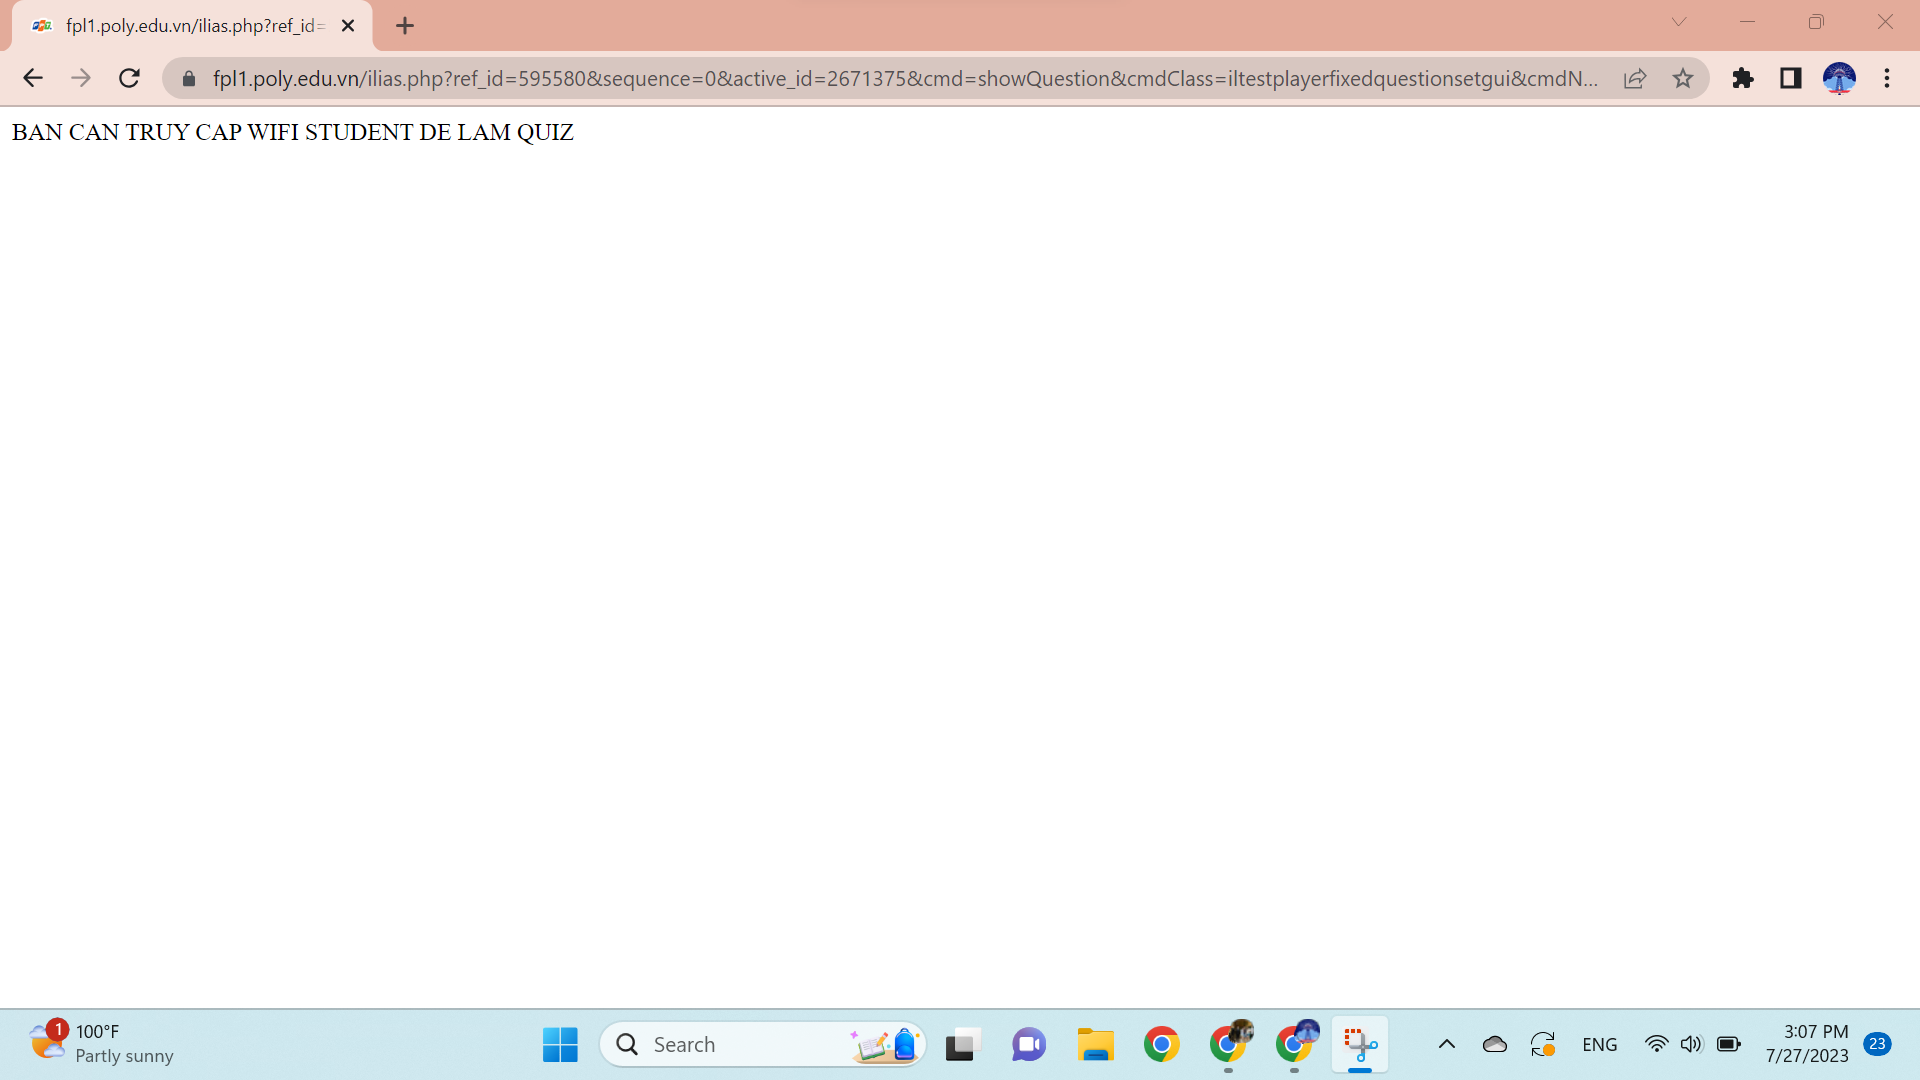 fpl1.poly.edu.vn/ilias.php?ref_id=
fpl1.poly.edu.vn/ilias.php?ref_id=595580&sequence=0&active_id=2671375&cmd=showQuestion&cmdClass=iltestplayerfixedquestionsetgui&cmdN...
BAN CAN TRUY CAP WIFI STUDENT DE LAM QUIZ
1
100°F
Partly sunny
Search
ENG
3:07 PM
7/27/2023
23